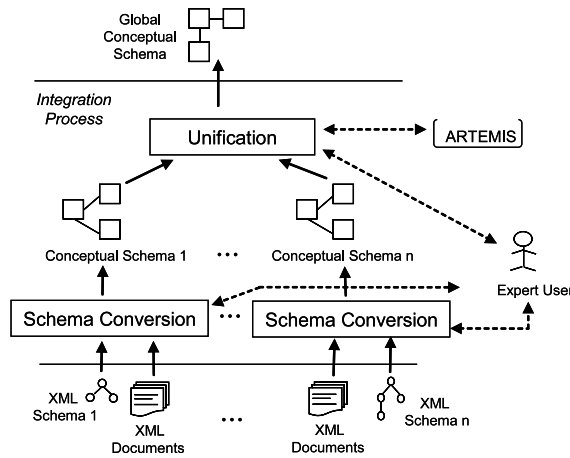 Global
Conceptual
Schema
Integration
Process
Unification
ARTEMIS
Conceptual Schema 1
...
Conceptual Schema n
Expert User
Schema Conversion
...
Schema Conversion
XML
Schema 1
XML
Documents
...
XML
Documents
XML
Schema n